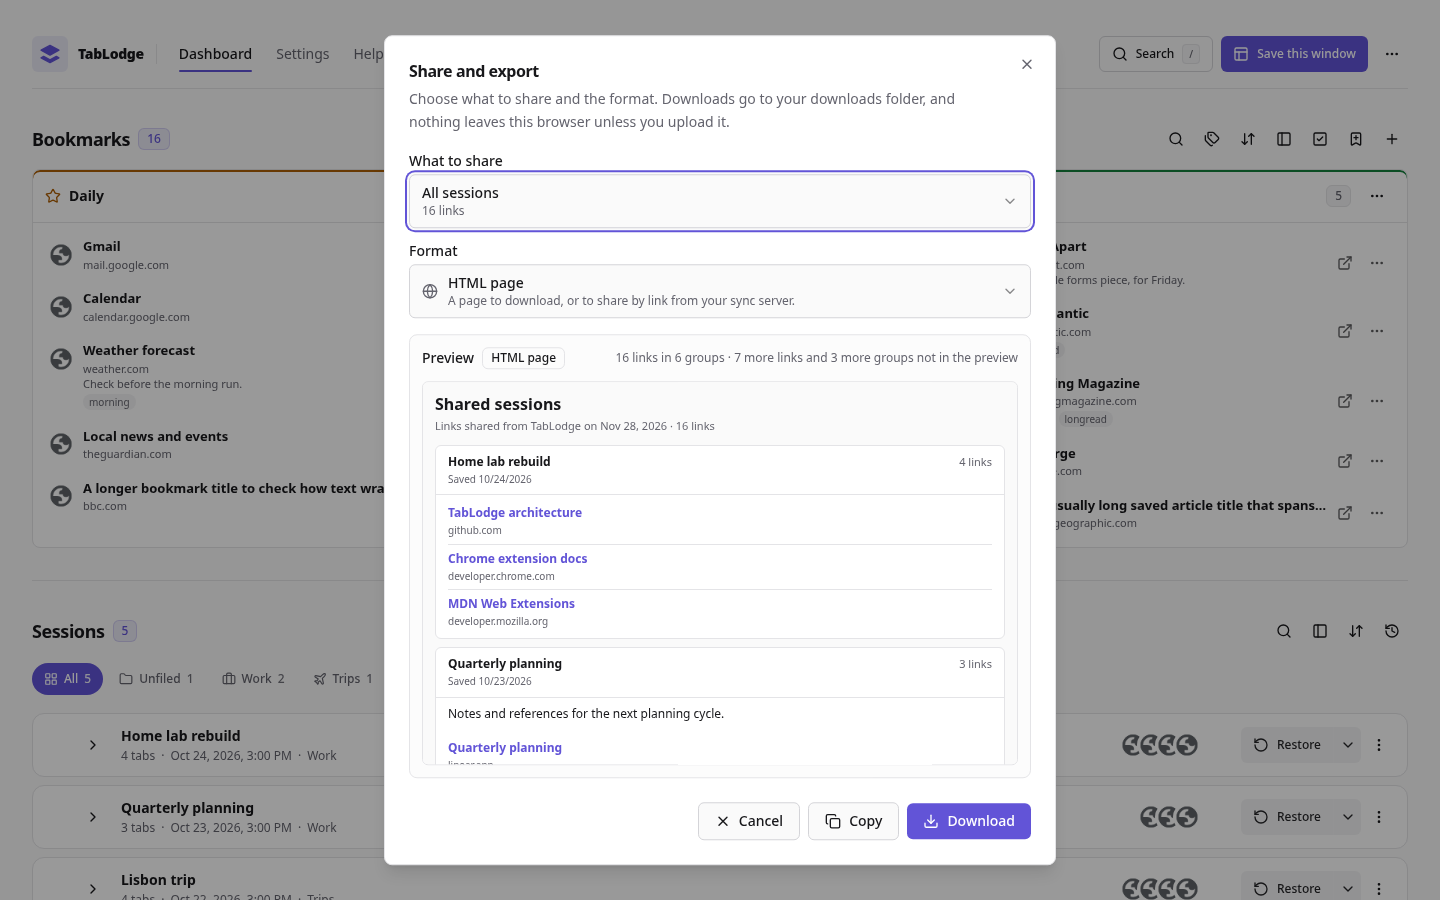 TabLodge
Dashboard
Settings
Help
Search /
Save this window
Bookmarks 16
Daily
Gmail
mail.google.com
Calendar
calendar.google.com
Weather forecast
weather.com
Check before the morning run.
morning
Local news and events
theguardian.com
A longer bookmark title to check how text wra
bbc.com
5
Apart
t.com
le forms piece, for Friday.
antic
tic.com
ng Magazine
gmagazine.com
longread
rge
.com
sually long saved article title that spans...
geographic.com
Sessions 5
All 5
Unfiled 1
Work 2
Trips 1
Home lab rebuild
4 tabs · Oct 24, 2026, 3:00 PM · Work
Restore
Quarterly planning
3 tabs · Oct 23, 2026, 3:00 PM · Work
Restore
Lisbon trip
4 tabs · Oct 22, 2026, 3:00 PM · Trips
Restore
Share and export
Choose what to share and the format. Downloads go to your downloads folder, and
nothing leaves this browser unless you upload it.
What to share
All sessions
16 links
Format
HTML page
A page to download, or to share by link from your sync server.
Preview
HTML page
16 links in 6 groups · 7 more links and 3 more groups not in the preview
Shared sessions
Links shared from TabLodge on Nov 28, 2026 · 16 links
Home lab rebuild
4 links
Saved 10/24/2026
TabLodge architecture
github.com
Chrome extension docs
developer.chrome.com
MDN Web Extensions
developer.mozilla.org
Quarterly planning
3 links
Saved 10/23/2026
Notes and references for the next planning cycle.
Quarterly planning
Cancel
Copy
Download